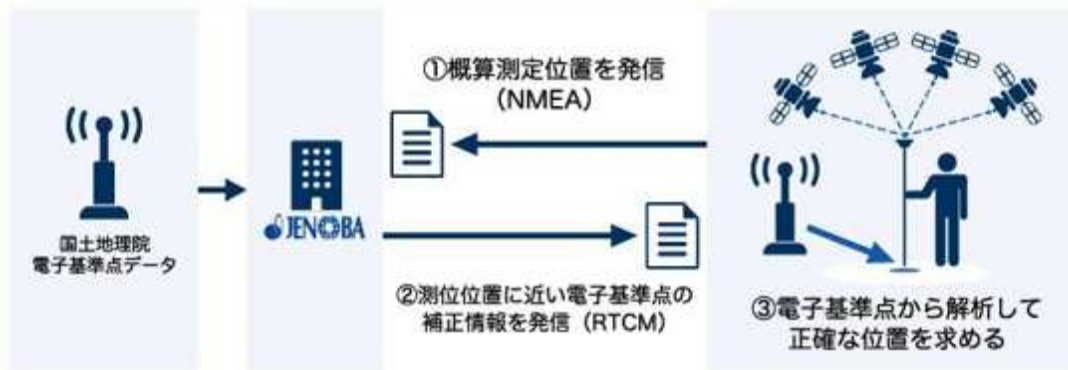 国土地理院
電子基準点データ
JENOBA
①概算測定位置を発信
（NMEA）
②測位位置に近い電子基準点の
補正情報を発信（RTCM）
③電子基準点から解析して
正確な位置を求める